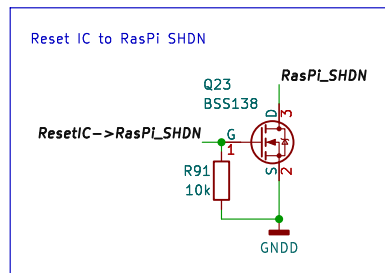 Reset IC to RasPi SHDN
RasPi_SHDN
Q23
BSS138
D
3
ResetIC->RasPi_SHDN
G
1
S
2
R91
10k
GNDD